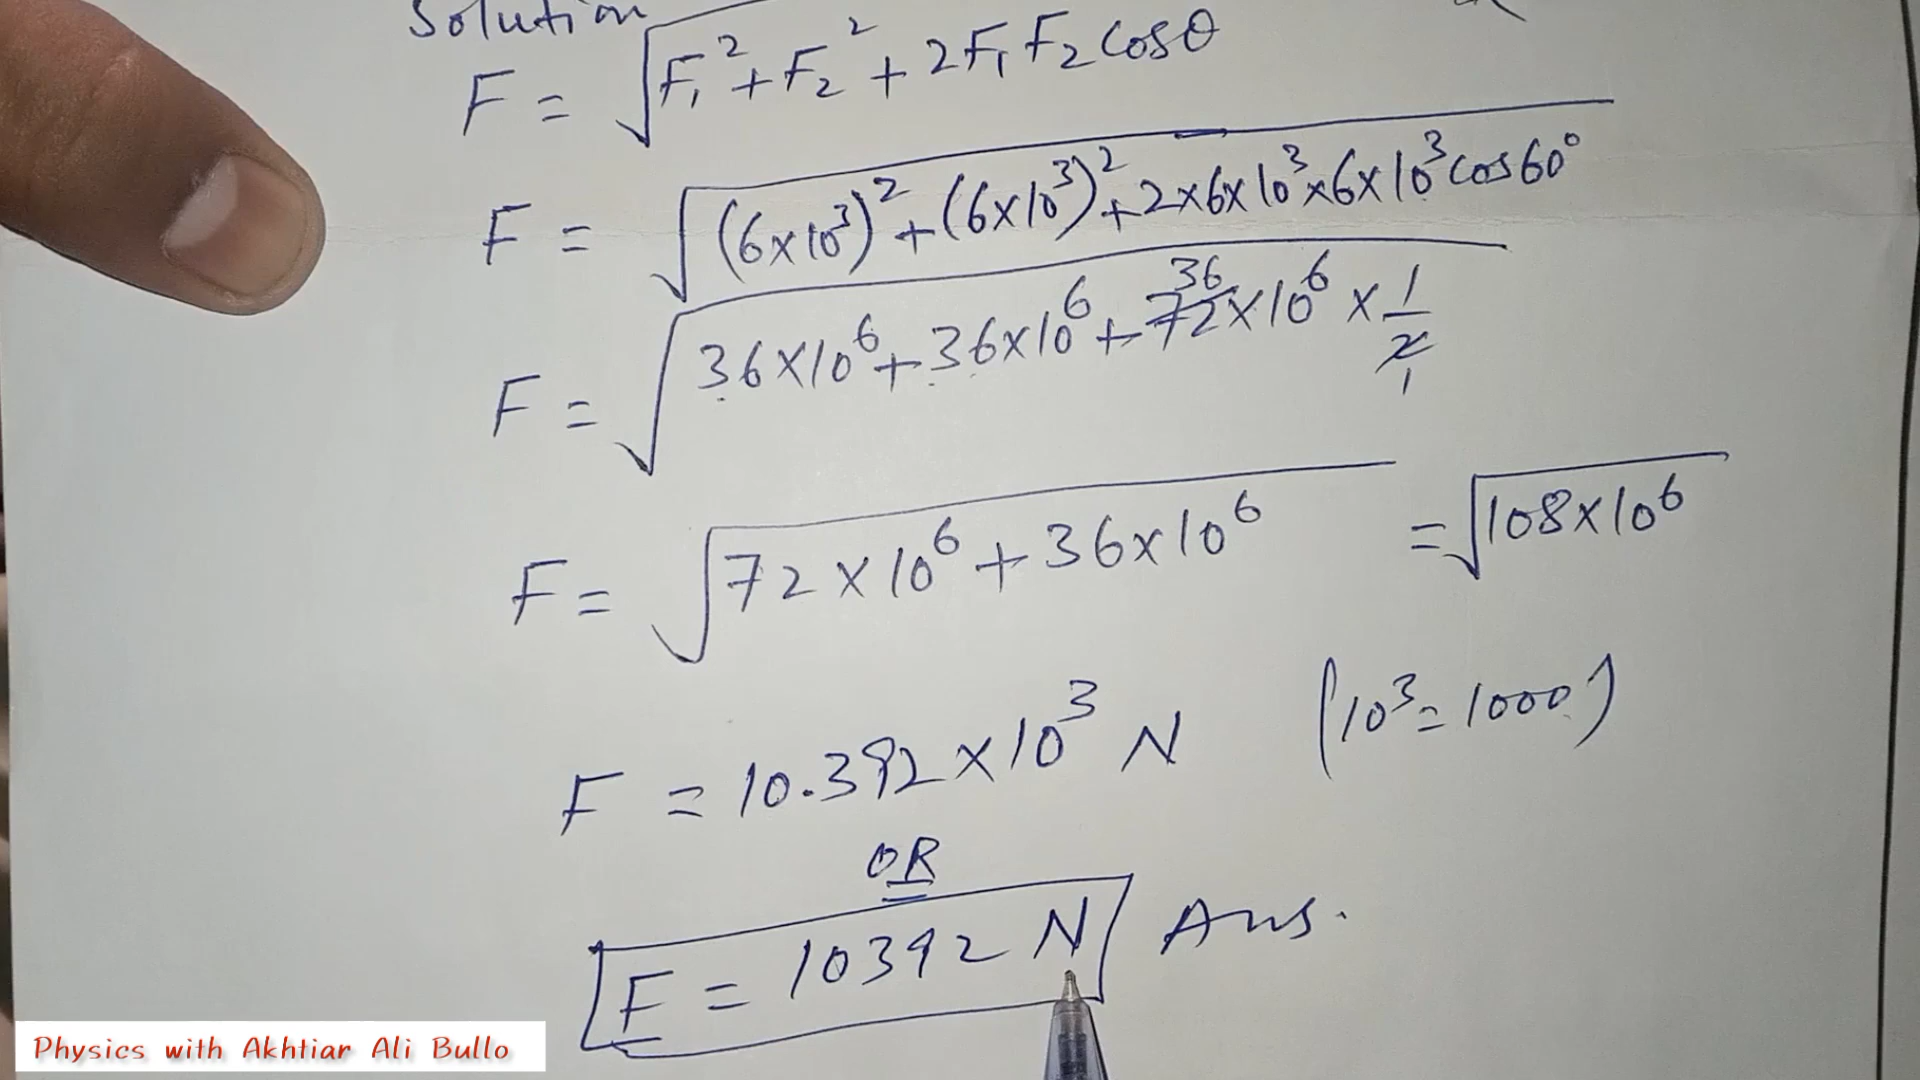 Solution
F = √F₁² + F₂² + 2F₁F₂ cosθ
F = √(6×10³)² + (6×10³)² + 2×6×10³×6×10³ cos60°
36
F = √36×10⁶ + 36×10⁶ + 72×10⁶ × 1/2
1
F = √72×10⁶ + 36×10⁶ = √108×10⁶
F = 10.392×10³ N (10³ = 1000)
OR
F = 10392 N Ans.
Physics with Akhtiar Ali Bullo